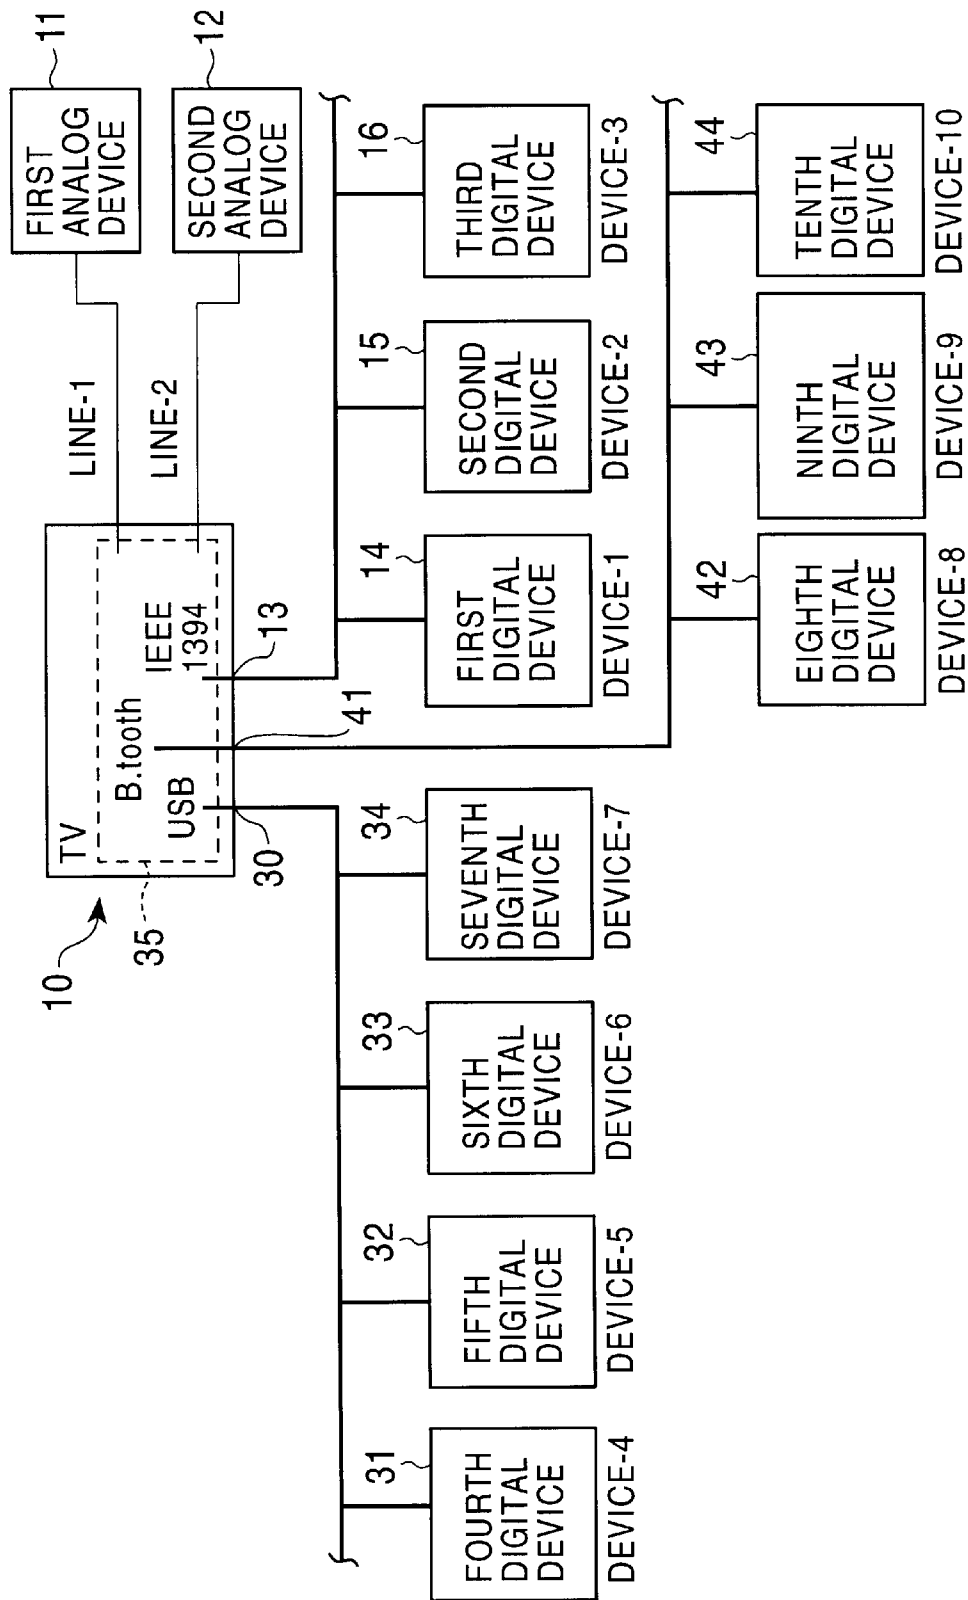 10
TV
35
B.tooth
USB
IEEE
1394
30
41
13
LINE-1
LINE-2
FIRST
ANALOG
DEVICE
11
SECOND
ANALOG
DEVICE
12
31
FOURTH
DIGITAL
DEVICE
DEVICE-4
32
FIFTH
DIGITAL
DEVICE
DEVICE-5
33
SIXTH
DIGITAL
DEVICE
DEVICE-6
34
SEVENTH
DIGITAL
DEVICE
DEVICE-7
14
FIRST
DIGITAL
DEVICE
DEVICE-1
15
SECOND
DIGITAL
DEVICE
DEVICE-2
16
THIRD
DIGITAL
DEVICE
DEVICE-3
42
EIGHTH
DIGITAL
DEVICE
DEVICE-8
43
NINTH
DIGITAL
DEVICE
DEVICE-9
44
TENTH
DIGITAL
DEVICE
DEVICE-10